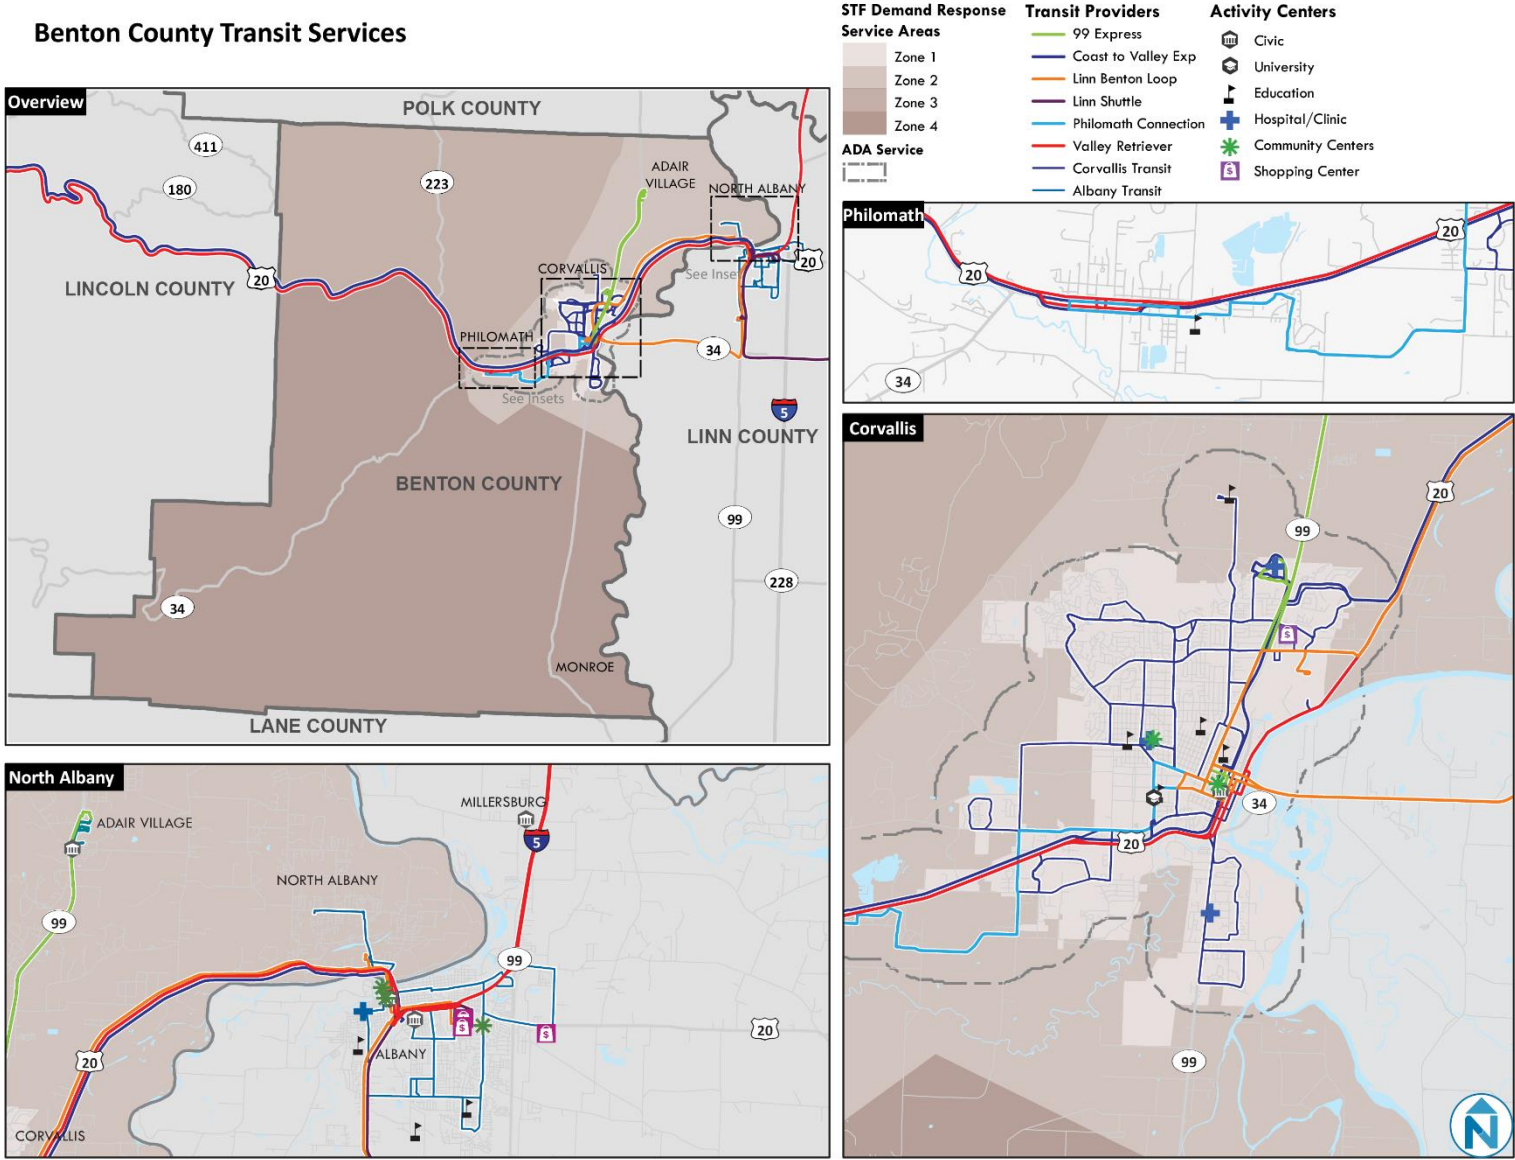 Benton County Transit Services
STF Demand Response
Service Areas
Zone 1
Zone 2
Zone 3
Zone 4
ADA Service
Transit Providers
99 Express
Coast to Valley Exp
Linn Benton Loop
Linn Shuttle
Philomath Connection
Valley Retriever
Corvallis Transit
Albany Transit
Activity Centers
Civic
University
Education
Hospital/Clinic
Community Centers
Shopping Center
Overview
POLK COUNTY
411
180
223
ADAIR
VILLAGE
NORTH ALBANY
20
20
CORVALLIS
See Inset
LINCOLN COUNTY
PHILOMATH
34
See Insets
5
LINN COUNTY
BENTON COUNTY
99
228
34
MONROE
LANE COUNTY
Philomath
20
20
34
Corvallis
20
99
34
20
99
North Albany
ADAIR VILLAGE
MILLERSBURG
5
NORTH ALBANY
99
99
20
20
ALBANY
CORVALLIS
N